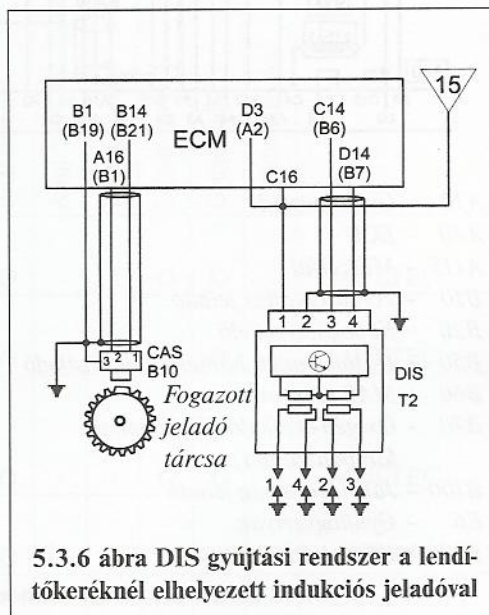 15
B1 B14 D3 C14
(B19) (B21) (A2) (B6)
ECM
A16 D14
(B1) (B7)
C16
1 2 3 4
3 2 1 CAS
B10
DIS
T2
Fogazott
jeladó
tárcsa
1 4 2 3
5.3.6 ábra DIS gyújtási rendszer a lendí-
tőkeréknél elhelyezett indukciós jeladóval